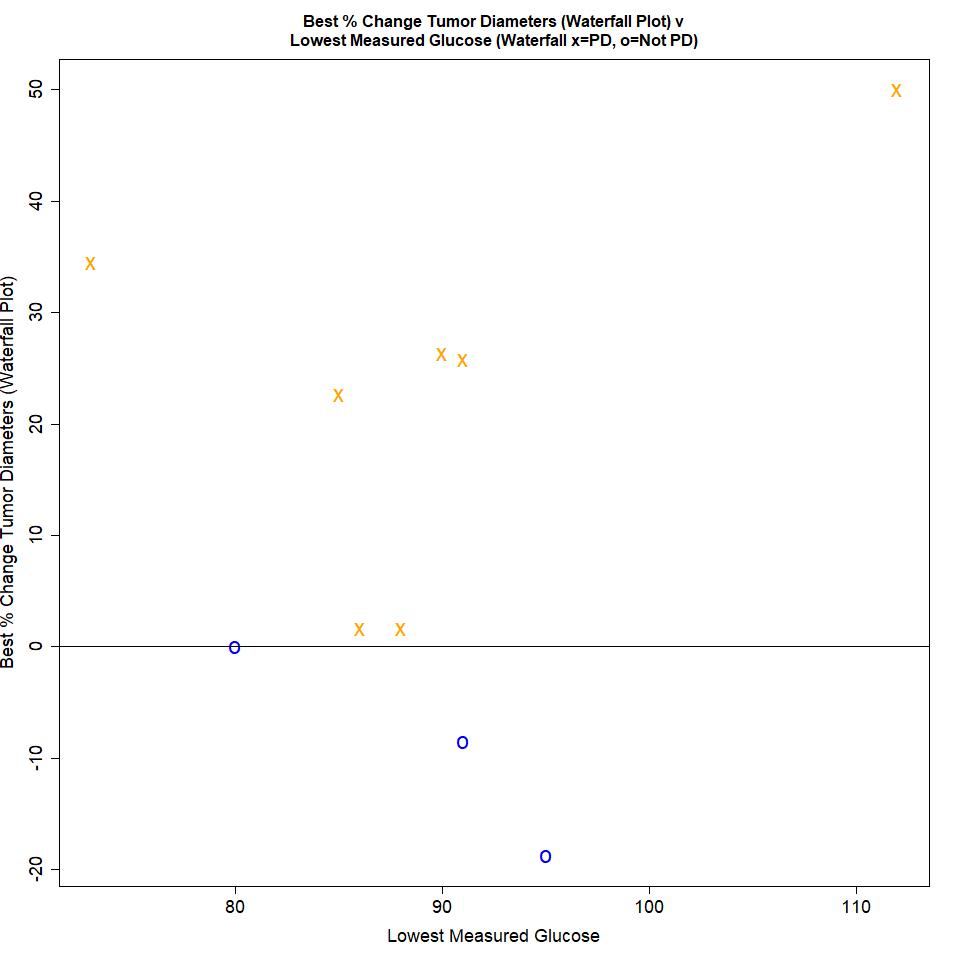 Best % Change Tumor Diameters (Waterfall Plot) v
Lowest Measured Glucose (Waterfall x=PD, o=Not PD)
Best % Change Tumor Diameters (Waterfall Plot)
50
40
30
20
10
0
-10
-20
X
X
X
X
X
X
X
O
O
O
80
90
100
110
Lowest Measured Glucose